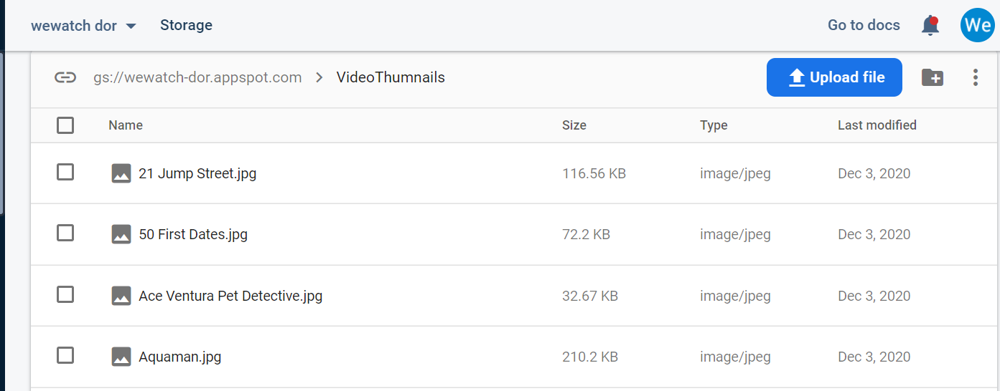 wewatch dor Storage Go to docs We
gs://wewatch-dor.appspot.com > VideoThumnails Upload file
Name Size Type Last modified
21 Jump Street.jpg 116.56 KB image/jpeg Dec 3, 2020
50 First Dates.jpg 72.2 KB image/jpeg Dec 3, 2020
Ace Ventura Pet Detective.jpg 32.67 KB image/jpeg Dec 3, 2020
Aquaman.jpg 210.2 KB image/jpeg Dec 3, 2020